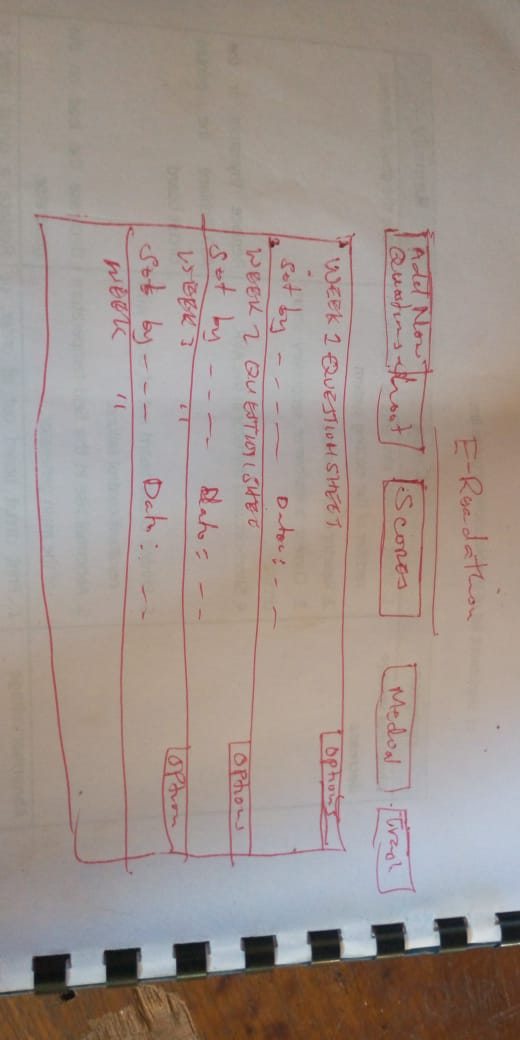 E-Readathon
Add New
Question sheet
Scores
Medal
Trash
WEEK 1 QUESTION SHEET
Set by ---- Date: --
Options
WEEK 2 QUESTION SHEET
Set by ---- Date: --
Options
WEEK 3 "
Set by --- Date: --
Option
WEEK "